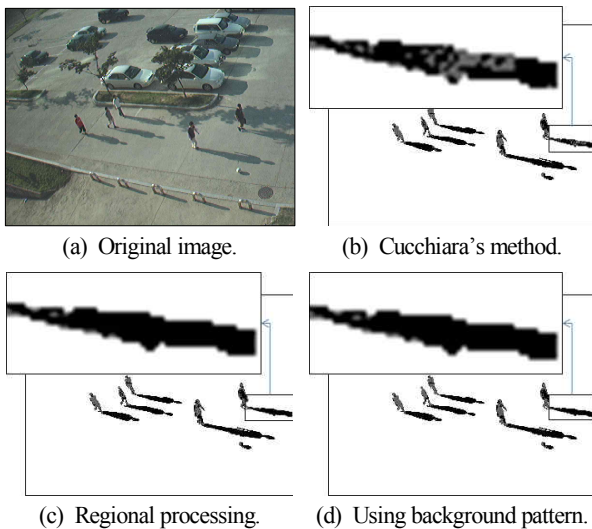 (a) Original image.
(b) Cucchiara's method.
(c) Regional processing.
(d) Using background pattern.